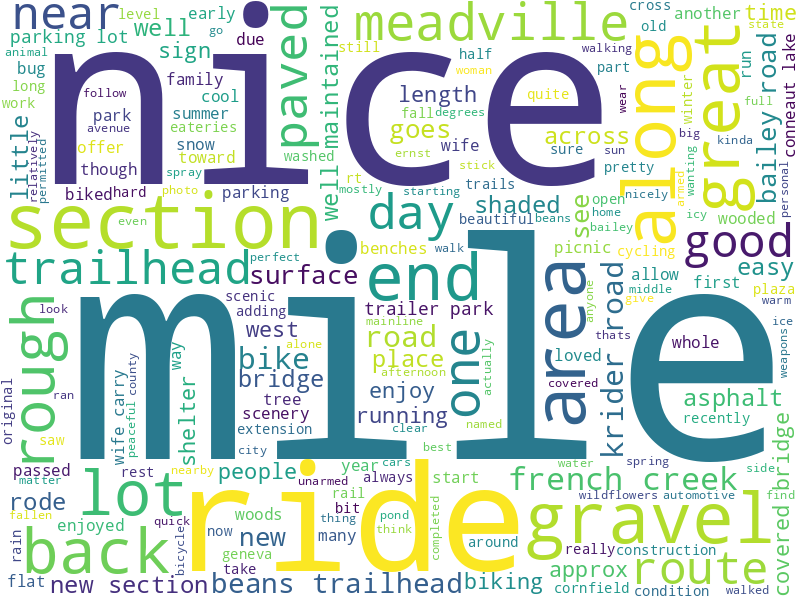 near
level
early
go
nice
meadville
cross
old
another
time
state
parking lot
well
sign
due
animal
bug
long
work
follow
avenue
family
cool
summer
eateries
snow
park
offer
toward
though
biked
hard
spray
photo
parking
washed
paved
well maintained
still
woman
half
walking
part
length
fall
degrees
quite
wear
goes
wife
ernst
across
sure
sun
rt
mostly
stick
trails
starting
pretty
nicely
along
winter
armed
wanting
great
run
full
big
kinda
icy
wooded
bailey road
conneaut lake
personal
little
relatively
permitted
section
even
day
shaded
beautiful
beans
see
open
home
bailey
picnic
cycling
good
trailhead
surface
perfect
benches
walk
end
allow
first
easy
middle
give
plaza
warm
mile
look
scenic
adding
west
trailer park
mainline
road
place
alone
afternoon
one
actually
area
anyone
thats
loved
covered
krider road
whole
ice
weapons
asphalt
recently
rough
original
ran
county
peaceful
wife carry
way
shelter
bike
bridge
tree
scenery
extension
city
enjoy
running
clear
named
best
saw
passed
matter
rest
nearby
people
unarmed
year
cars
always
start
water
spring
side
french creek
wildflowers
automotive
find
covered bridge
lot
ride
gravel
rode
fallen
enjoyed
quick
woods
rail
bit
thing
pond
think
completed
many
new
now
geneva
take
bicycle
around
really
construction
back
rain
flat
new section
beans trailhead
biking
approx
cornfield
route
condition
walked